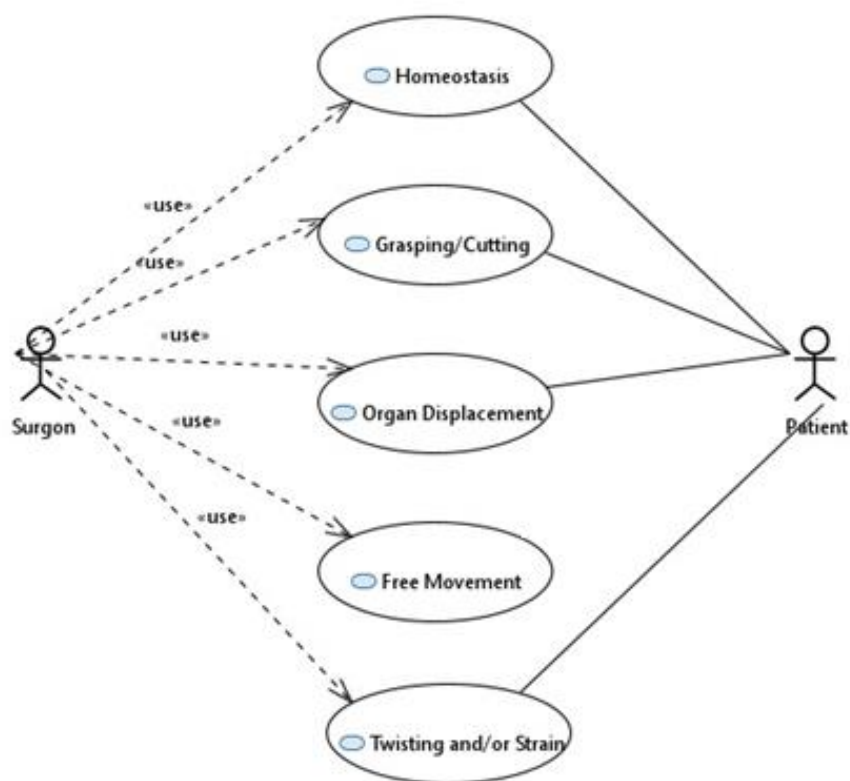 Homeostasis
«use»
Grasping/Cutting
«use»
«use»
Surgon
Organ Displacement
Patient
«use»
«use»
Free Movement
Twisting and/or Strain